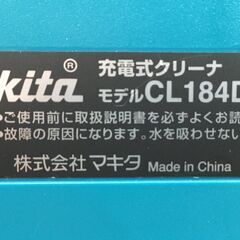 kita®
充電式クリーナ
モデルCL184D
●ご使用前に取扱説明書を必ずよくお読
●故障の原因になります。水を吸わせない
株式会社マキタ Made in China